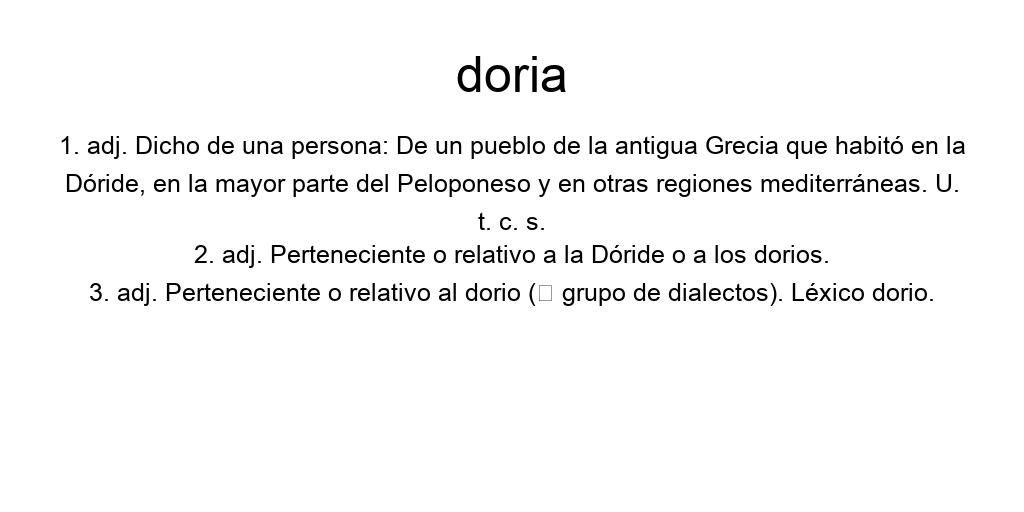 doria
1. adj. Dicho de una persona: De un pueblo de la antigua Grecia que habitó en la
Dóride, en la mayor parte del Peloponeso y en otras regiones mediterráneas. U.
t. c. s.
2. adj. Perteneciente o relativo a la Dóride o a los dorios.
3. adj. Perteneciente o relativo al dorio (□ grupo de dialectos). Léxico dorio.